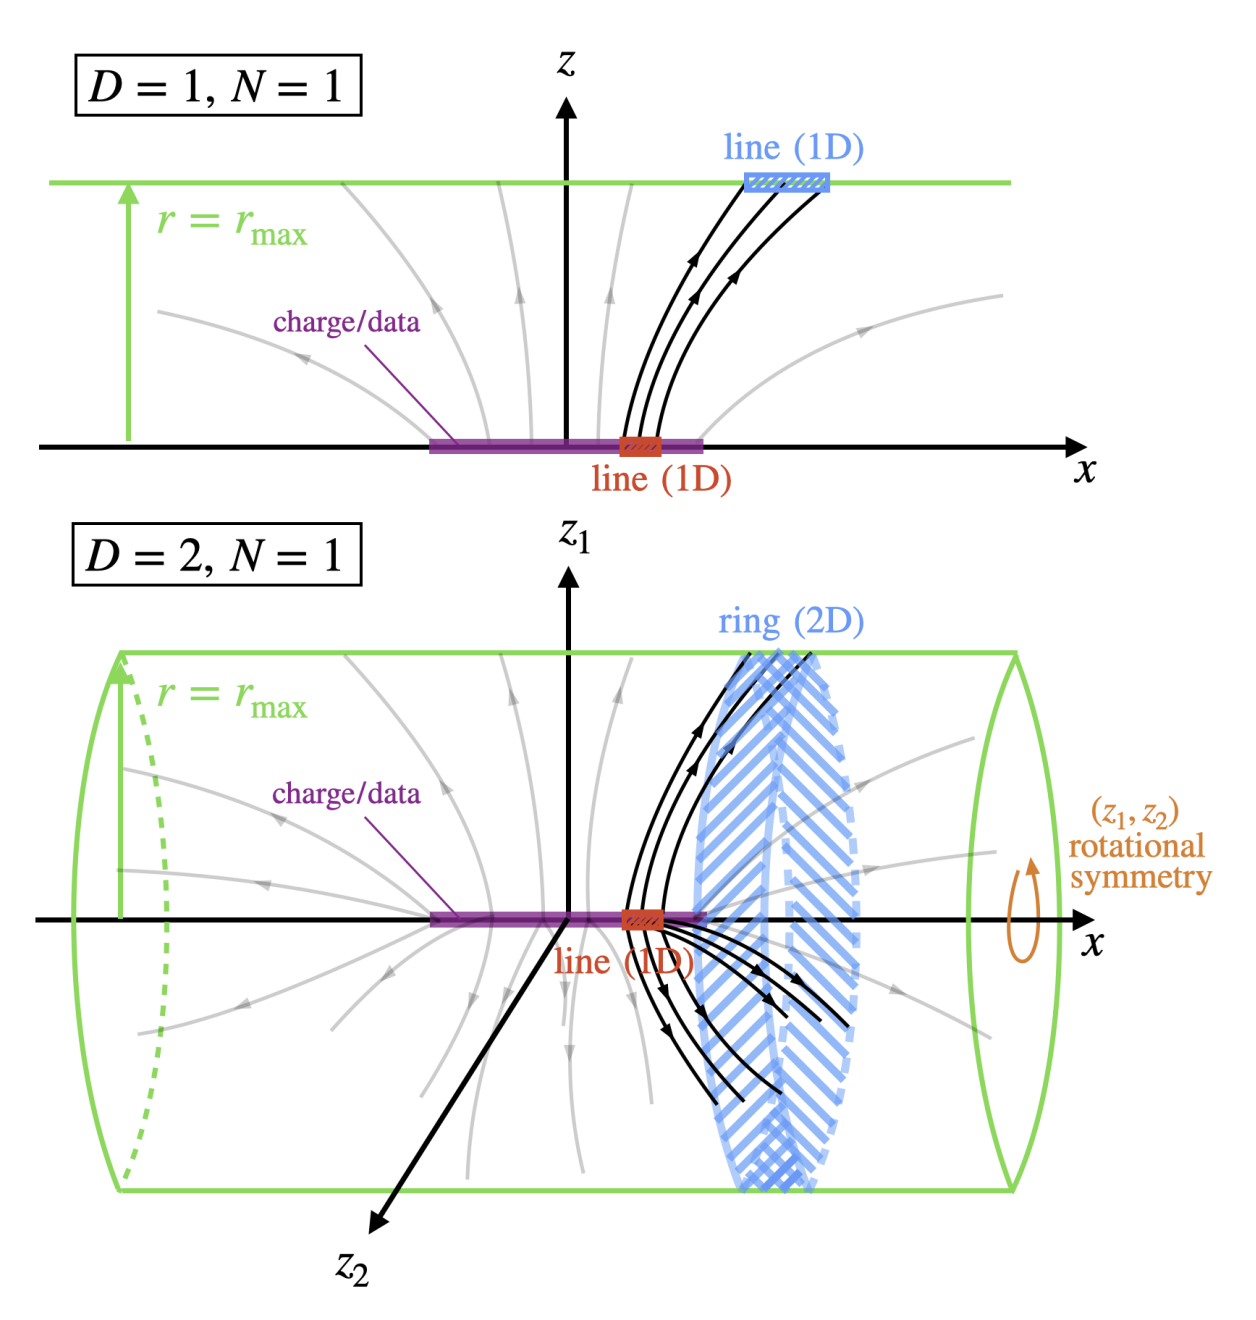 D = 1, N = 1
z
line (1D)
r = r_max
charge/data
line (1D)
x
D = 2, N = 1
z₁
ring (2D)
r = r_max
charge/data
(z₁, z₂)
rotational
symmetry
line (1D)
x
z₂